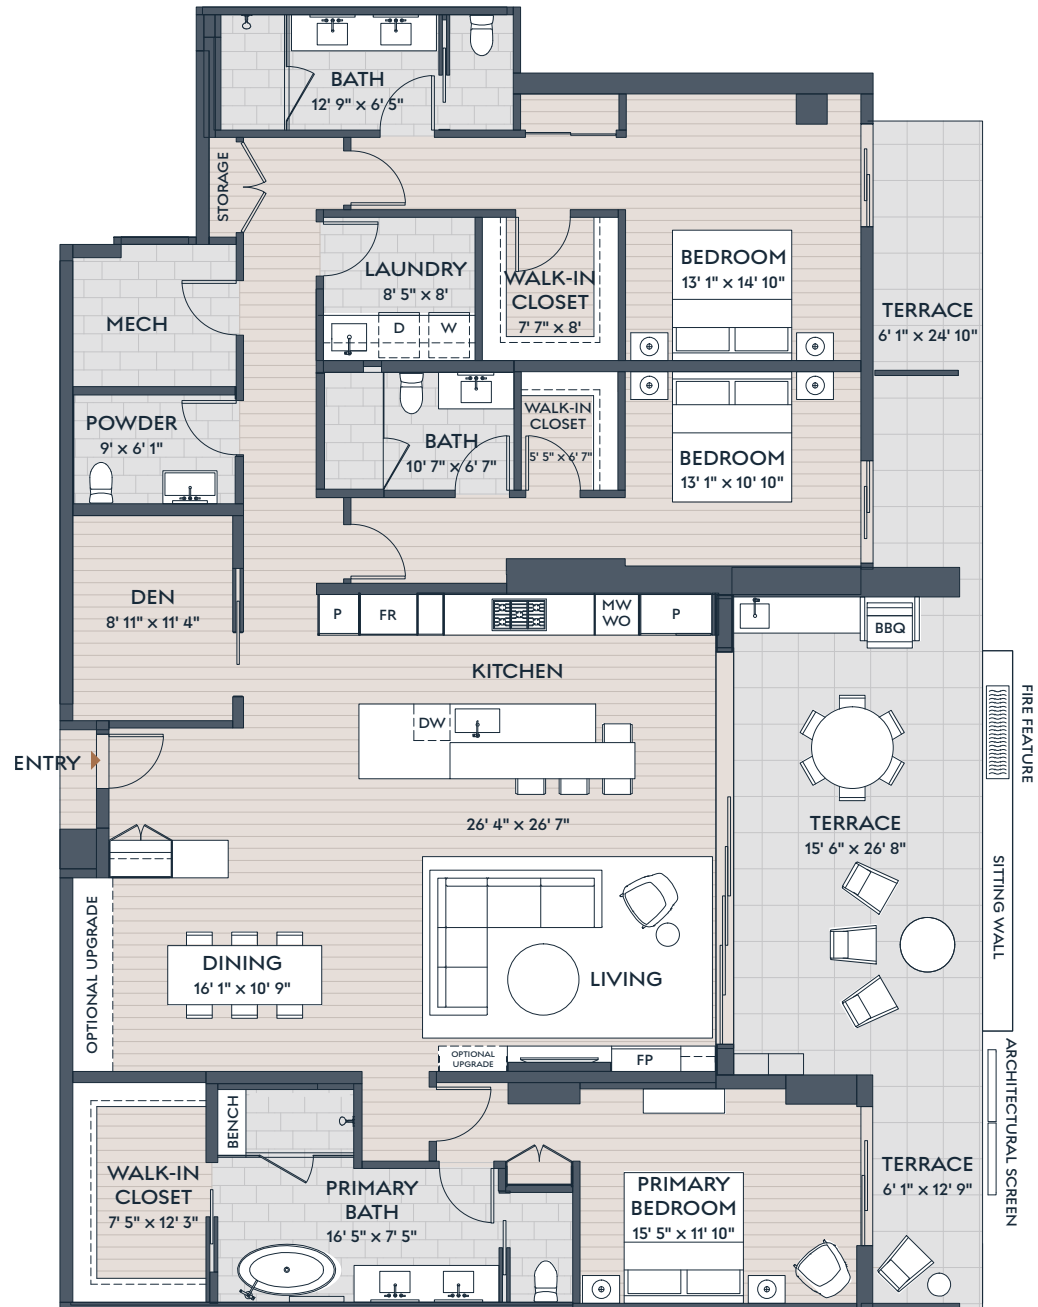 BATH
12' 9" x 6' 5"
STORAGE
LAUNDRY
8' 5" x 8'
D
W
WALK-IN
CLOSET
7' 7" x 8'
BEDROOM
13' 1" x 14' 10"
TERRACE
6' 1" x 24' 10"
MECH
POWDER
9' x 6' 1"
BATH
10' 7" x 6' 7"
WALK-IN
CLOSET
5' 5" x 6' 7"
BEDROOM
13' 1" x 10' 10"
DEN
8' 11" x 11' 4"
P
FR
MW
WO
P
BBQ
KITCHEN
DW
FIRE FEATURE
ENTRY
26' 4" x 26' 7"
TERRACE
15' 6" x 26' 8"
SITTING WALL
OPTIONAL UPGRADE
DINING
16' 1" x 10' 9"
LIVING
OPTIONAL
UPGRADE
FP
ARCHITECTURAL SCREEN
BENCH
WALK-IN
CLOSET
7' 5" x 12' 3"
PRIMARY
BATH
16' 5" x 7' 5"
PRIMARY
BEDROOM
15' 5" x 11' 10"
TERRACE
6' 1" x 12' 9"